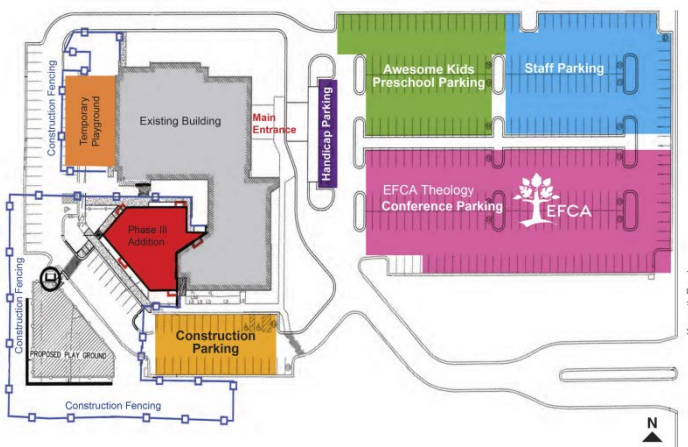 Construction Fencing
Temporary
Playground
Existing Building
Main
Entrance
Handicap Parking
Awesome Kids
Preschool Parking
Staff Parking
EFCA Theology
Conference Parking
EFCA
Phase III
Addition
Construction Fencing
PROPOSED PLAY GROUND
Construction
Parking
Construction Fencing
N